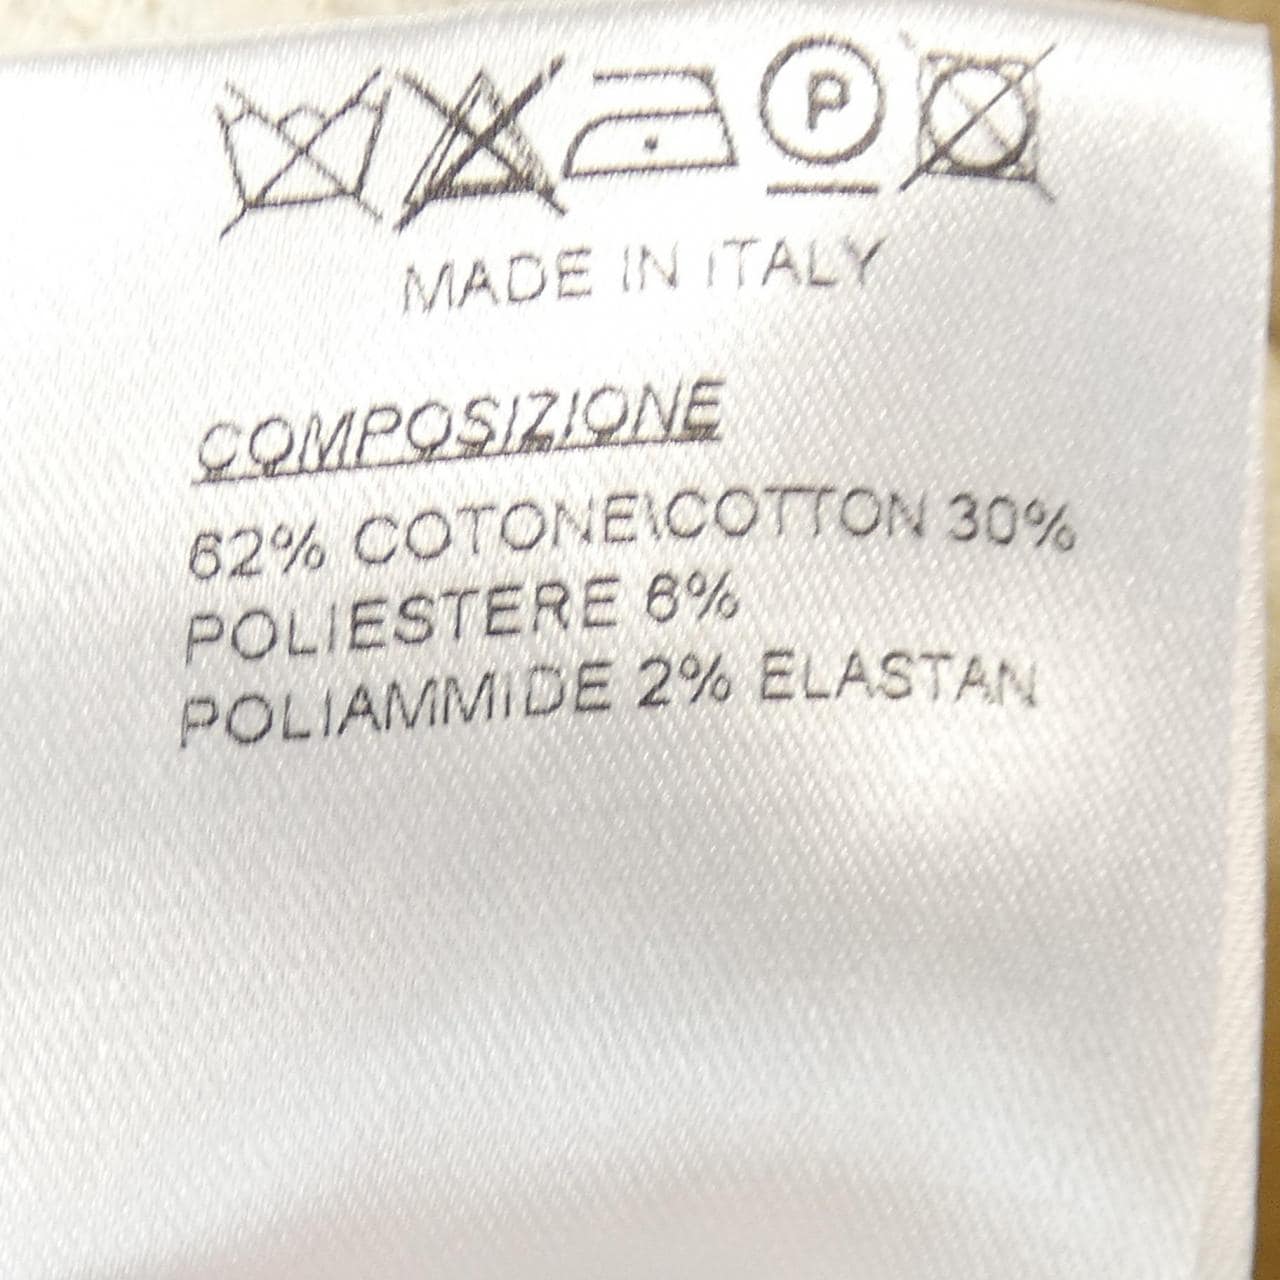 P
MADE IN ITALY
COMPOSIZIONE
62% COTONE\COTTON 30%
POLIESTERE 6%
POLIAMMIDE 2% ELASTAN